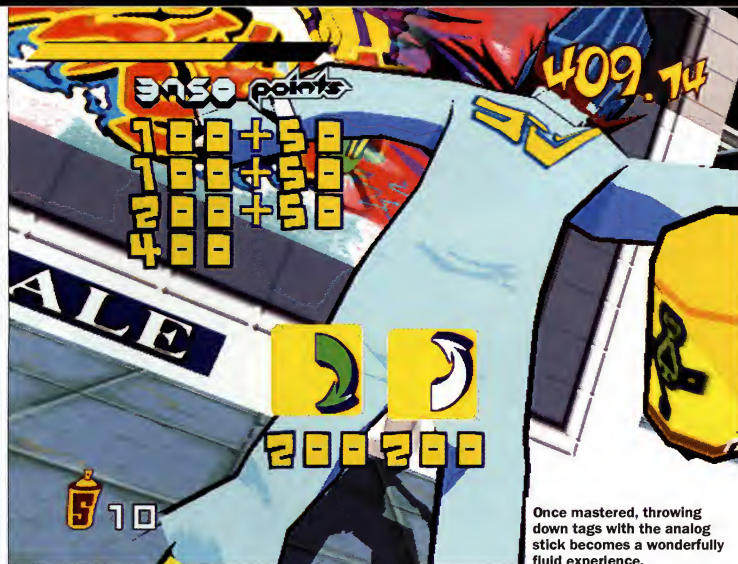 3750 points
409.74
100+50
100+50
200+50
400
ALE
200 200
S 10
Once mastered, throwing
down tags with the analog
stick becomes a wonderfully
fluid experience.